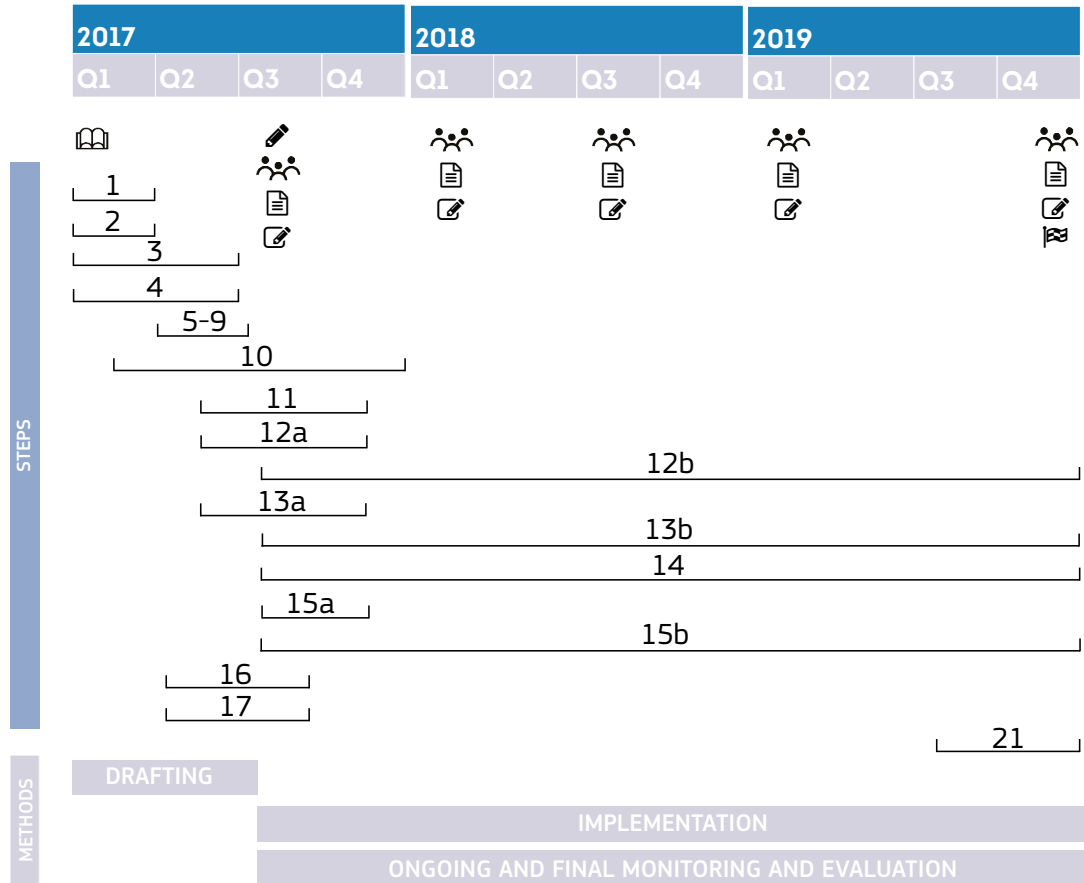 2017 2018 2019
Q1 Q2 Q3 Q4 Q1 Q2 Q3 Q4 Q1 Q2 Q3 Q4
STEPS
1
2
3
4
5-9
10
11
12a
12b
13a
13b
14
15a
15b
16
17
21
METHODS
DRAFTING
IMPLEMENTATION
ONGOING AND FINAL MONITORING AND EVALUATION